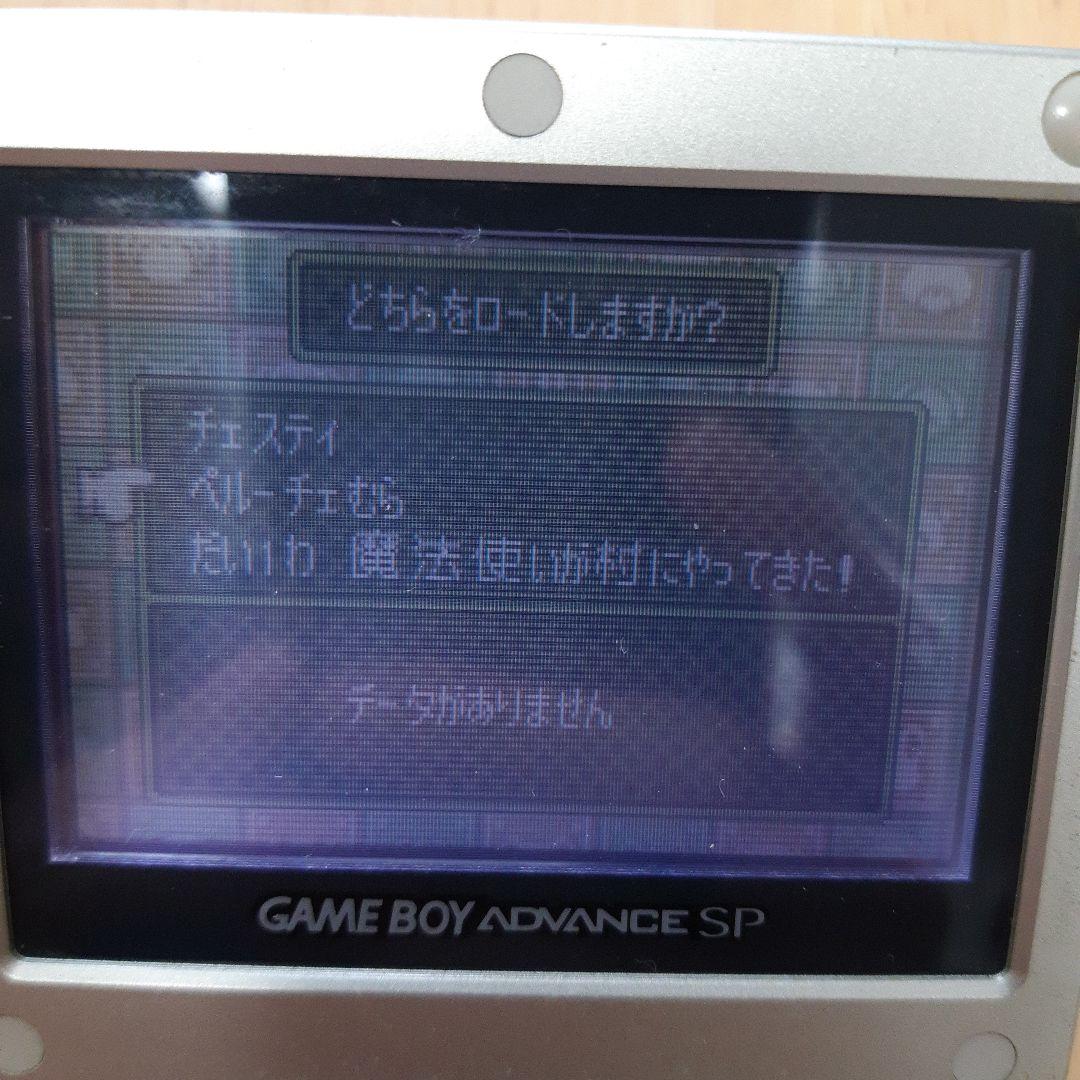 どちらをロードしますか?
チェスティ
ペルーチェむら
だい1わ 魔法使いが村にやってきた!
データがありません
GAME BOY ADVANCE SP